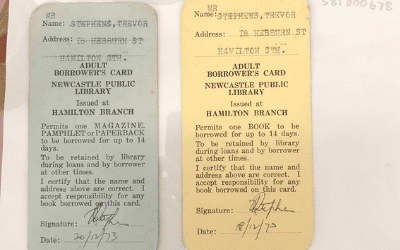 MR
Name: STEPHENS, TREVOR
Address: 18 HEBBURN ST
HAMILTON STH.
ADULT
BORROWER'S CARD
NEWCASTLE PUBLIC
LIBRARY
Issued at
HAMILTON BRANCH
Permits one MAGAZINE,
PAMPHLET or PAPERBACK
to be borrowed for up to 14
days.
To be retained by library
during loans and by borrower
at other times.
I certify that the name and
address above are correct. I
accept responsibility for any
book borrowed on this card.
Signature:
Date: 20/12/73
MR
Name: STEPHENS, TREVOR
Address: 18 HEBBURN ST
HAMILTON STH.
ADULT
BORROWER'S CARD
NEWCASTLE PUBLIC
LIBRARY
Issued at
HAMILTON BRANCH
Permits one BOOK to be
borrowed for up to 14 days.
To be retained by library
during loans and by borrower
at other times.
I certify that the name and
address above are correct. I
accept responsibility for any
book borrowed on this card.
Signature:
Date: 18/12/73